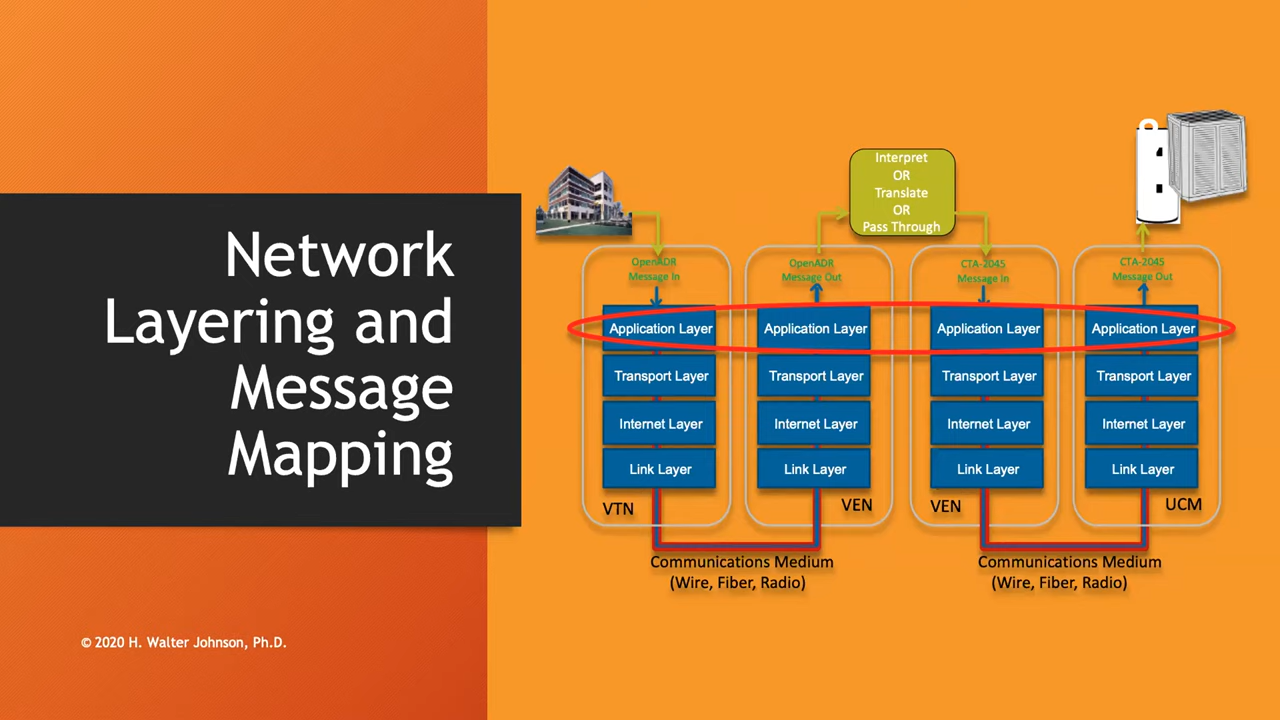 Network
Layering and
Message
Mapping
© 2020 H. Walter Johnson, Ph.D.
Interpret
OR
Translate
OR
Pass Through
OpenADR
Message In
OpenADR
Message Out
CTA-2045
Message In
CTA-2045
Message Out
Application Layer
Application Layer
Application Layer
Application Layer
Transport Layer
Transport Layer
Transport Layer
Transport Layer
Internet Layer
Internet Layer
Internet Layer
Internet Layer
Link Layer
Link Layer
Link Layer
Link Layer
VTN
VEN
VEN
UCM
Communications Medium
(Wire, Fiber, Radio)
Communications Medium
(Wire, Fiber, Radio)